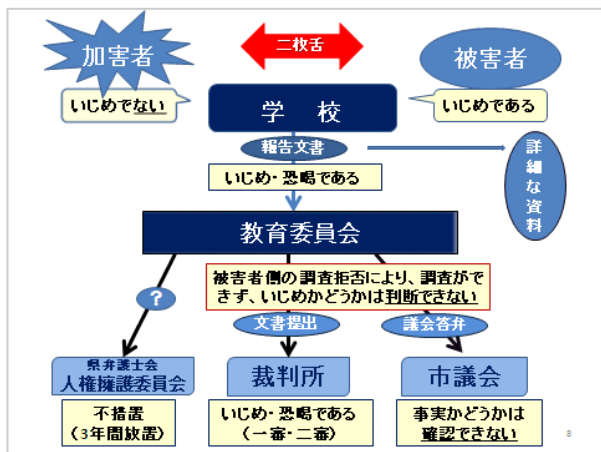 加害者
二枚舌
被害者
いじめでない
学　校
いじめである
報告文書
詳細な資料
いじめ・恐喝である
教育委員会
被害者側の調査拒否により、調査がで
きず、いじめかどうかは判断できない
?
文書提出
議会答弁
県弁護士会
人権擁護委員会
裁判所
市議会
不措置
（3年間放置）
いじめ・恐喝である
（一審・二審）
事実かどうかは
確認できない
8